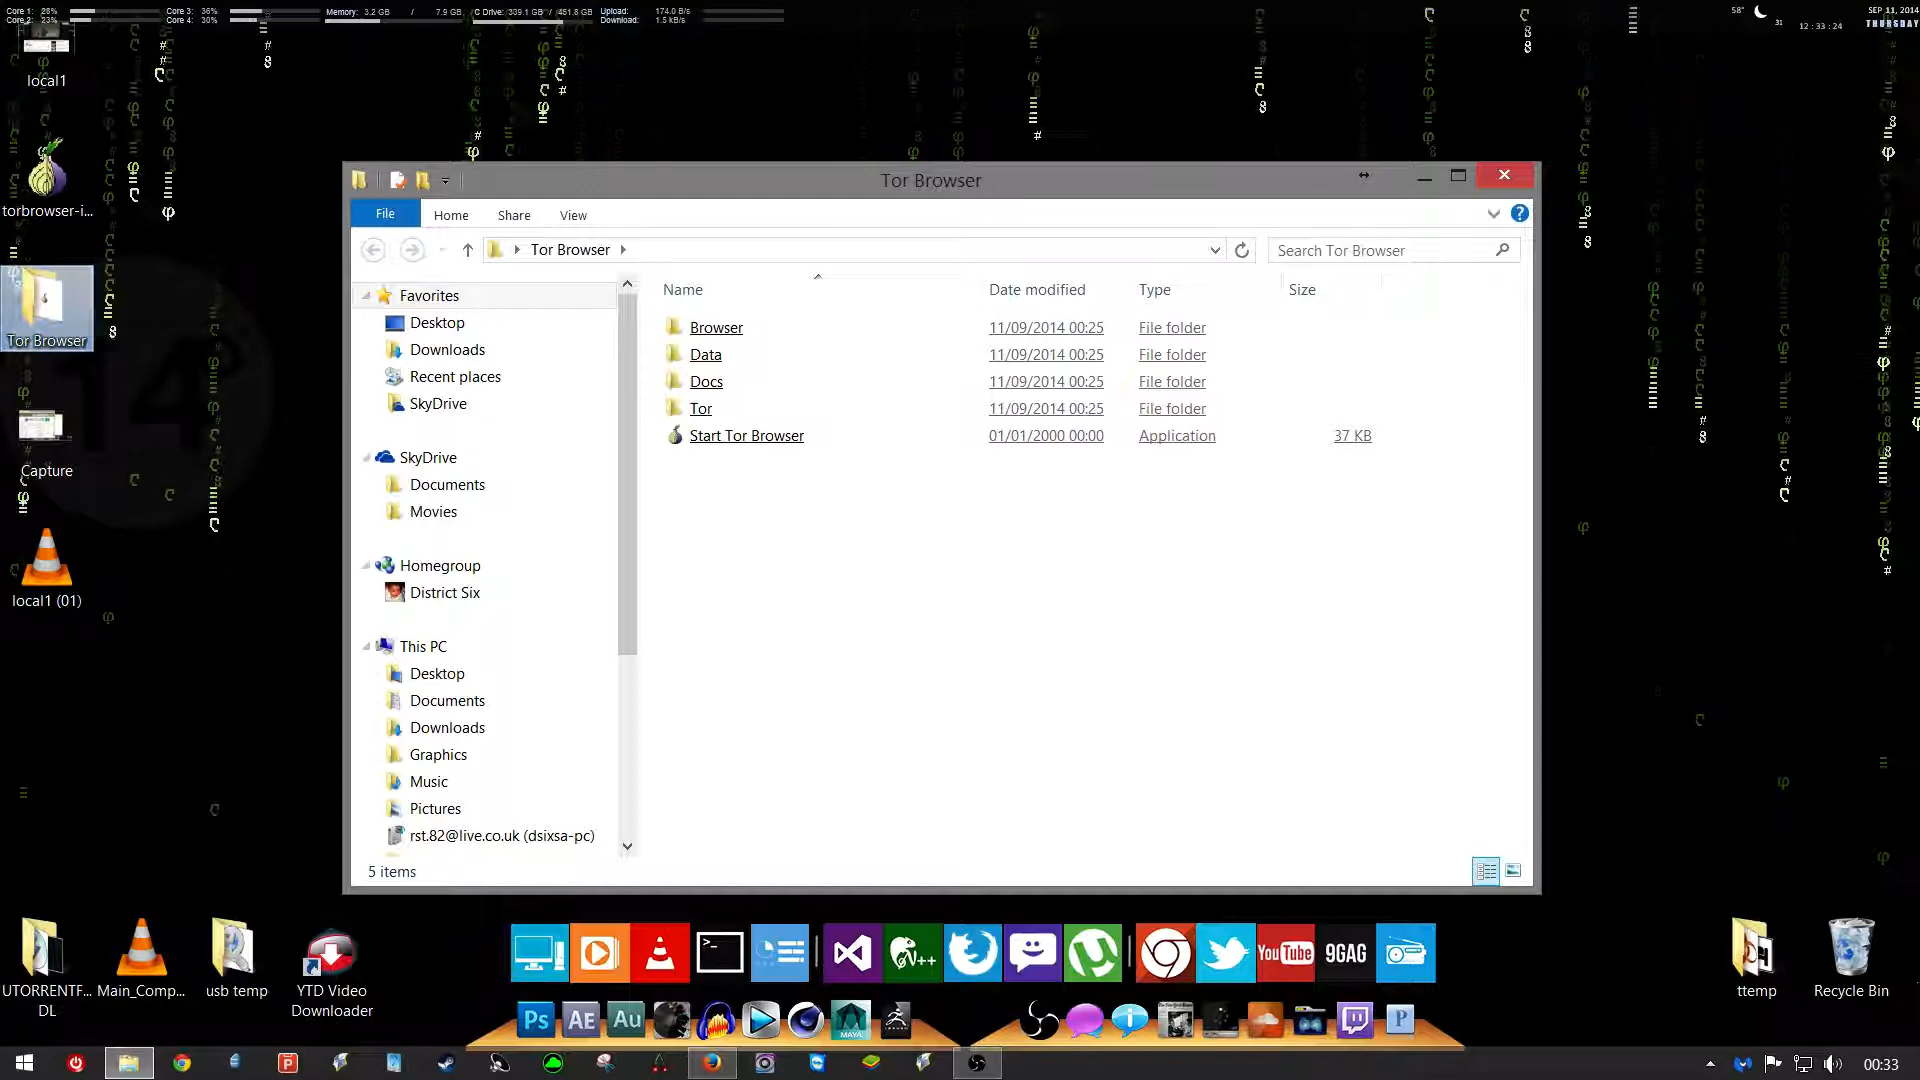 Core 1: 26% Core 3: 36% Memory: 3.2 GB / 7.9 GB C Drive: 339.1 GB / 451.8 GB Upload: 174.0 B/s
Core 2: 23% Core 4: 30% Download: 1.5 kB/s
58° 31 12:33:24 SEP 11, 2014
THURSDAY
local1
torbrowser-i...
Tor Browser
Capture
local1 (01)
Tor Browser
File Home Share View
Tor Browser
Search Tor Browser
Name Date modified Type Size
Browser 11/09/2014 00:25 File folder
Data 11/09/2014 00:25 File folder
Docs 11/09/2014 00:25 File folder
Tor 11/09/2014 00:25 File folder
Start Tor Browser 01/01/2000 00:00 Application 37 KB
Favorites
Desktop
Downloads
Recent places
SkyDrive
SkyDrive
Documents
Movies
Homegroup
District Six
This PC
Desktop
Documents
Downloads
Graphics
Music
Pictures
rst.82@live.co.uk (dsixsa-pc)
5 items
UTORRENTF...
DL
Main_Comp...
usb temp
YTD Video
Downloader
++
YouTube
9GAG
Ps
AE
Au
MAYA
P
ttemp
Recycle Bin
00:33